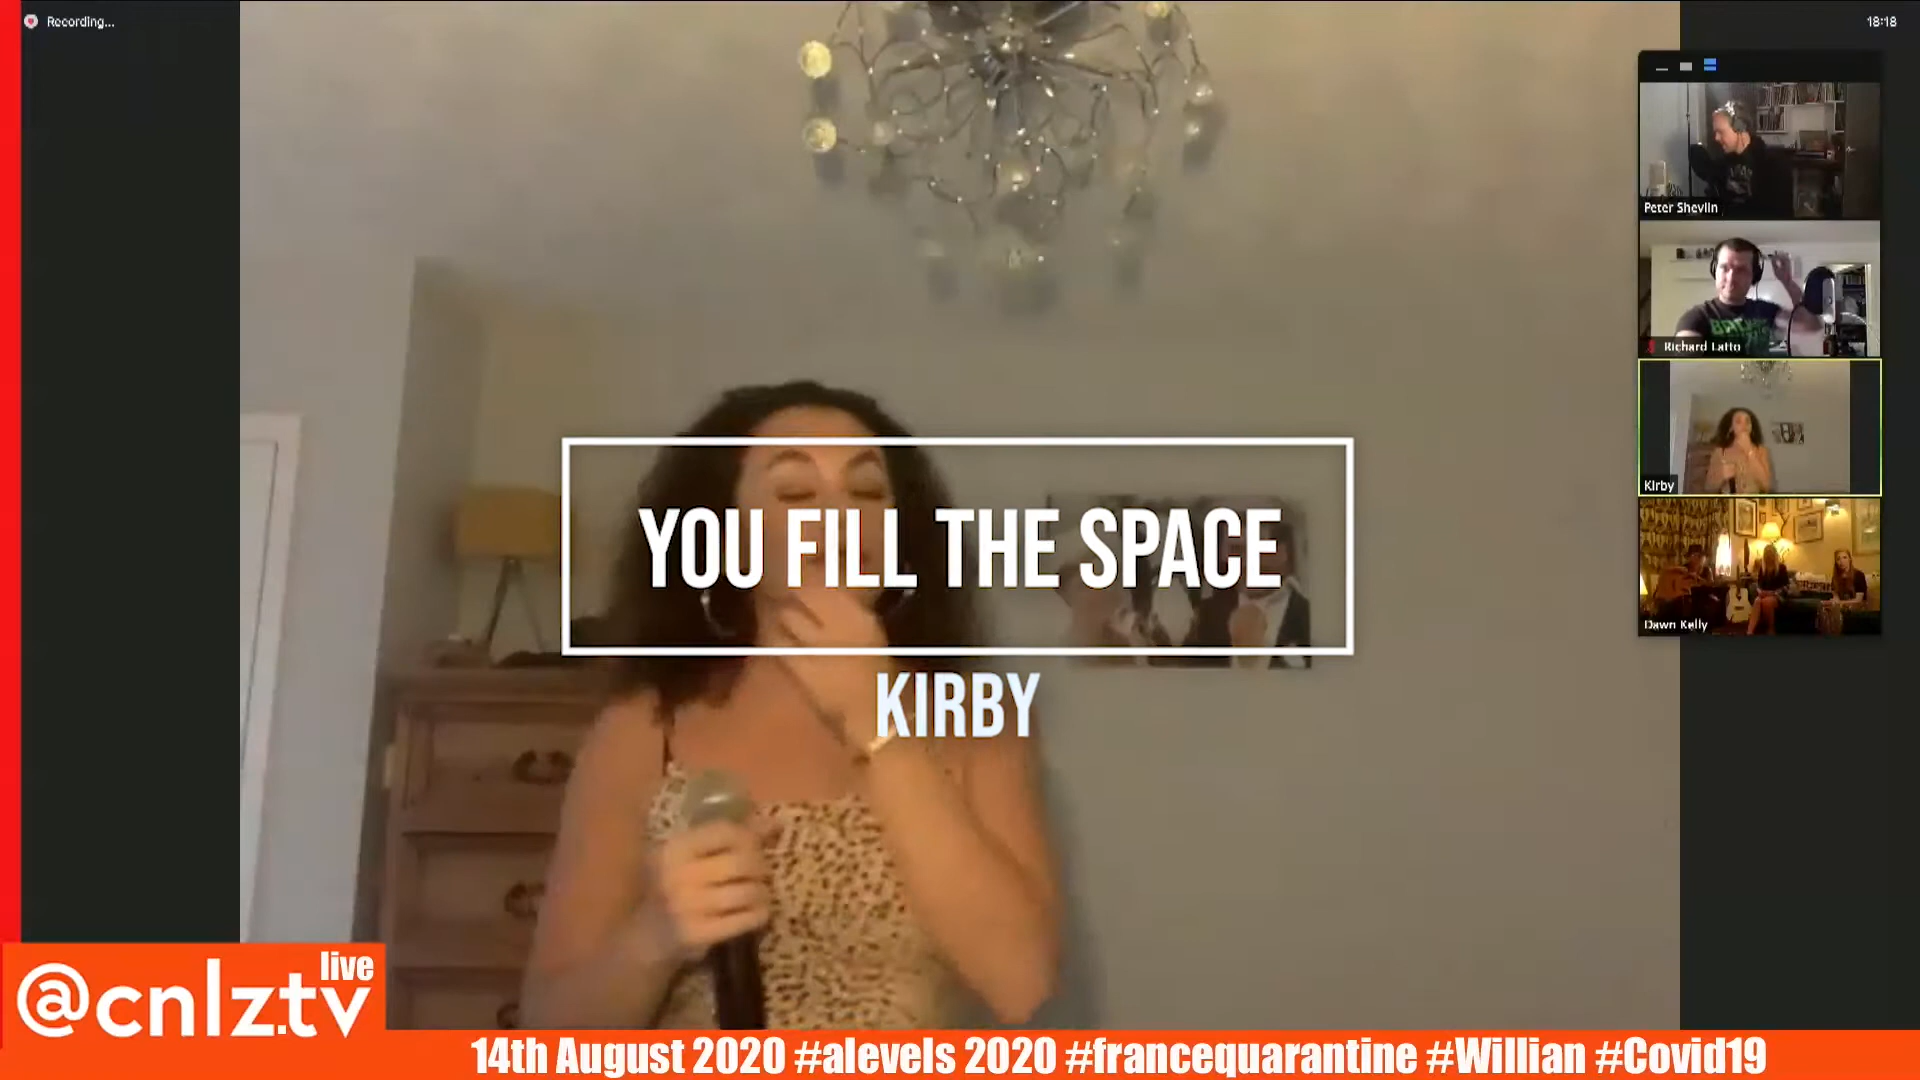 Recording...
18:18
Peter Shevlin
Richard Latto
Kirby
Dawn Kelly
YOU FILL THE SPACE
KIRBY
live
@cnlz.tv
14th August 2020 #alevels 2020 #francequarantine #Willian #Covid19